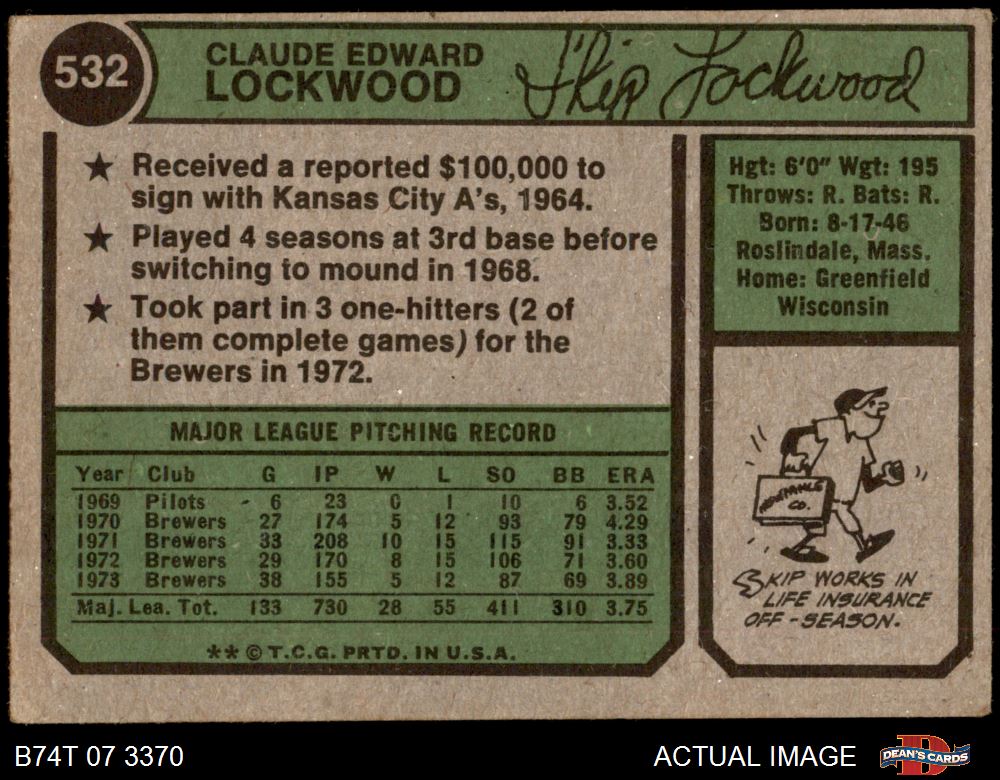 532
CLAUDE EDWARD
LOCKWOOD
Skip Lockwood
★ Received a reported $100,000 to
sign with Kansas City A's, 1964.
★ Played 4 seasons at 3rd base before
switching to mound in 1968.
★ Took part in 3 one-hitters (2 of
them complete games) for the
Brewers in 1972.
Hgt: 6'0" Wgt: 195
Throws: R. Bats: R.
Born: 8-17-46
Roslindale, Mass.
Home: Greenfield
Wisconsin
MAJOR LEAGUE PITCHING RECORD
Year Club G IP W L SO BB ERA
1969 Pilots 6 23 0 1 10 6 3.52
1970 Brewers 27 174 5 12 93 79 4.29
1971 Brewers 33 208 10 15 115 91 3.33
1972 Brewers 29 170 8 15 106 71 3.60
1973 Brewers 38 155 5 12 87 69 3.89
Maj. Lea. Tot. 133 730 28 55 411 310 3.75
** © T.C.G. PRTD. IN U.S.A.
CO.
SKIP WORKS IN
LIFE INSURANCE
OFF-SEASON.
B74T 07 3370
ACTUAL IMAGE
D
DEAN'S CARDS